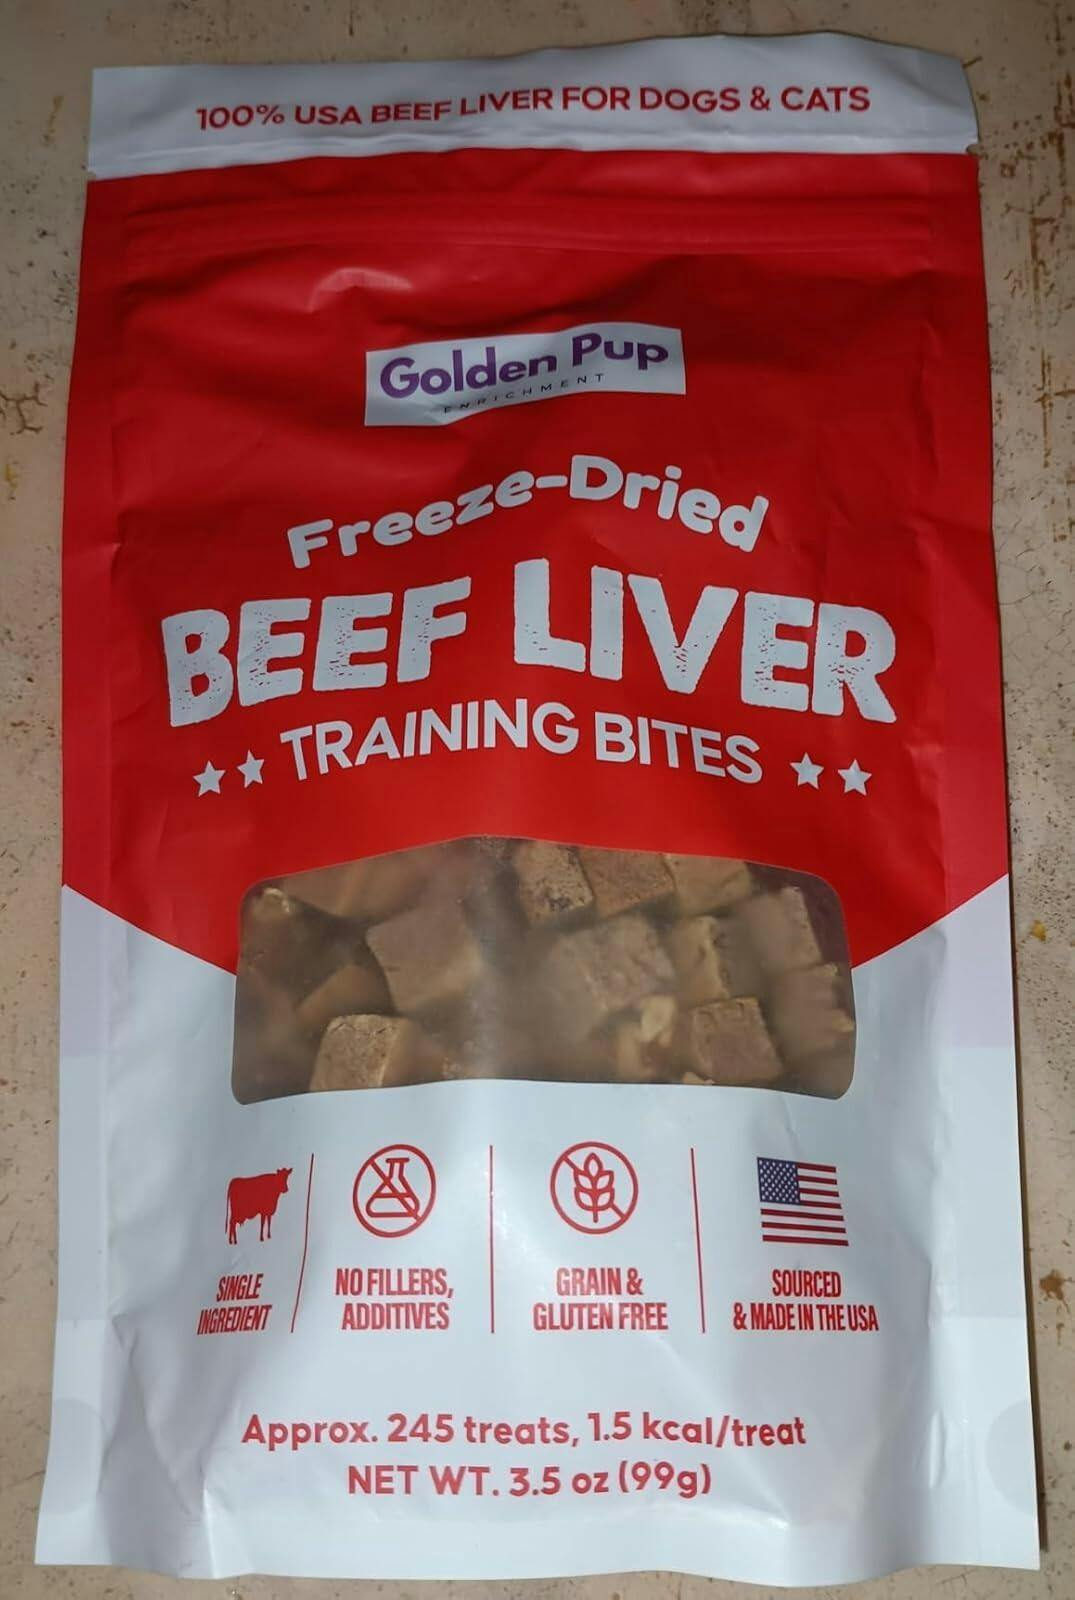 100% USA BEEF LIVER FOR DOGS & CATS
Golden Pup
ENRICHMENT
Freeze-Dried
BEEF LIVER
TRAINING BITES
SINGLE
INGREDIENT
NO FILLERS,
ADDITIVES
GRAIN &
GLUTEN FREE
SOURCED
& MADE IN THE USA
Approx. 245 treats, 1.5 kcal/treat
NET WT. 3.5 oz (99g)